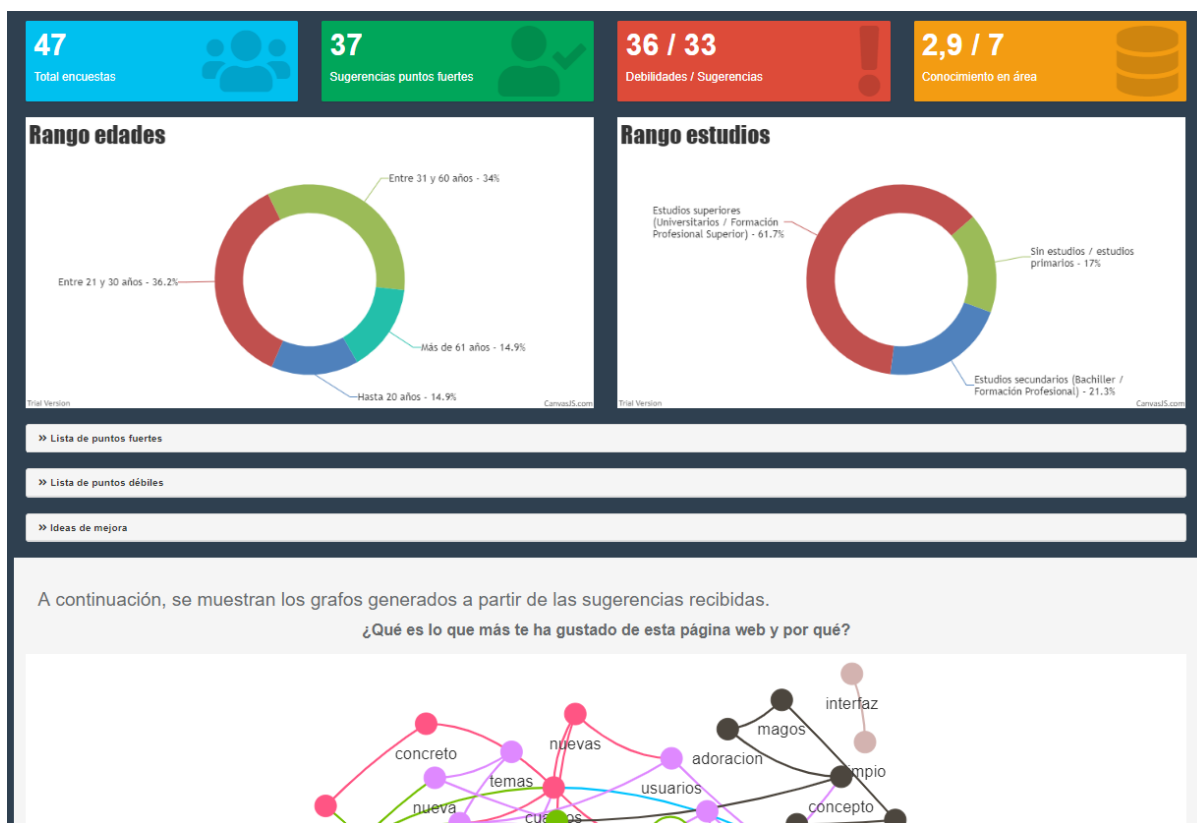 47
Total encuestas
37
Sugerencias puntos fuertes
36 / 33
Debilidades / Sugerencias
2,9 / 7
Conocimiento en área
Rango edades
Entre 31 y 60 años - 34%
Entre 21 y 30 años - 36.2%
Más de 61 años - 14.9%
Hasta 20 años - 14.9%
Trial Version
CanvasJS.com
Rango estudios
Estudios superiores
(Universitarios / Formación
Profesional Superior) - 61.7%
Sin estudios / estudios
primarios - 17%
Estudios secundarios (Bachiller /
Formación Profesional) - 21.3%
Trial Version
CanvasJS.com
» Lista de puntos fuertes
» Lista de puntos débiles
» Ideas de mejora
A continuación, se muestran los grafos generados a partir de las sugerencias recibidas.
¿Qué es lo que más te ha gustado de esta página web y por qué?
interfaz
magos
nuevas
concreto
adoracion
temas
usuarios
nueva
concepto